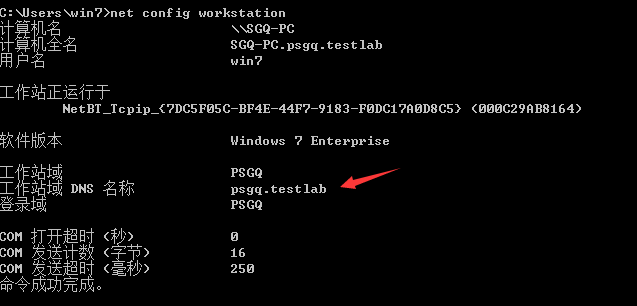 C:\Users\win7>net config workstation
计算机名 \\SGQ-PC
计算机全名 SGQ-PC.psgq.testlab
用户名 win7
工作站正运行于
NetBT_Tcpip_{7DC5F05C-BF4E-44F7-9183-F0DC17A0D8C5} (000C29AB8164)
软件版本 Windows 7 Enterprise
工作站域 PSGQ
工作站域 DNS 名称 psgq.testlab
登录域 PSGQ
COM 打开超时 (秒) 0
COM 发送计数 (字节) 16
COM 发送超时 (毫秒) 250
命令成功完成。